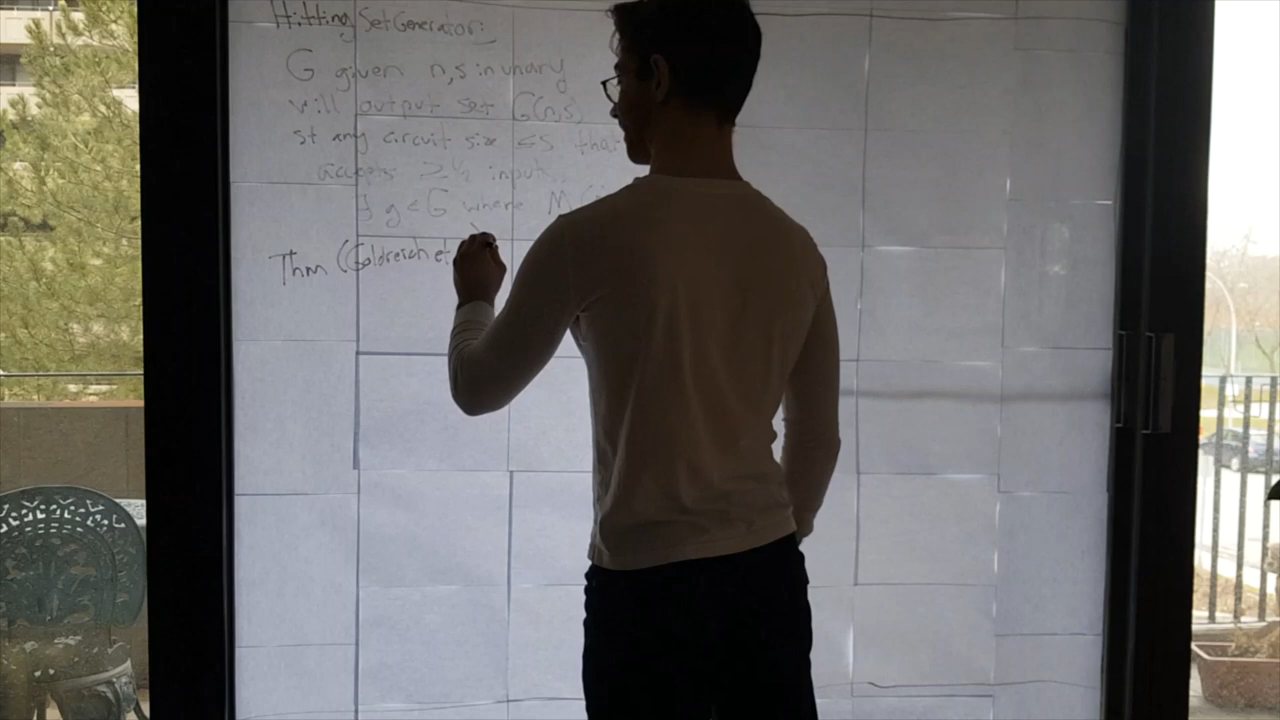 Hitting Set Generator:
G given n,s in unary
will output set G(n,s)
st any circuit size ≤s that
accepts ≥ 1/2 input
∃ g∈G where M
Thm (Goldreich et